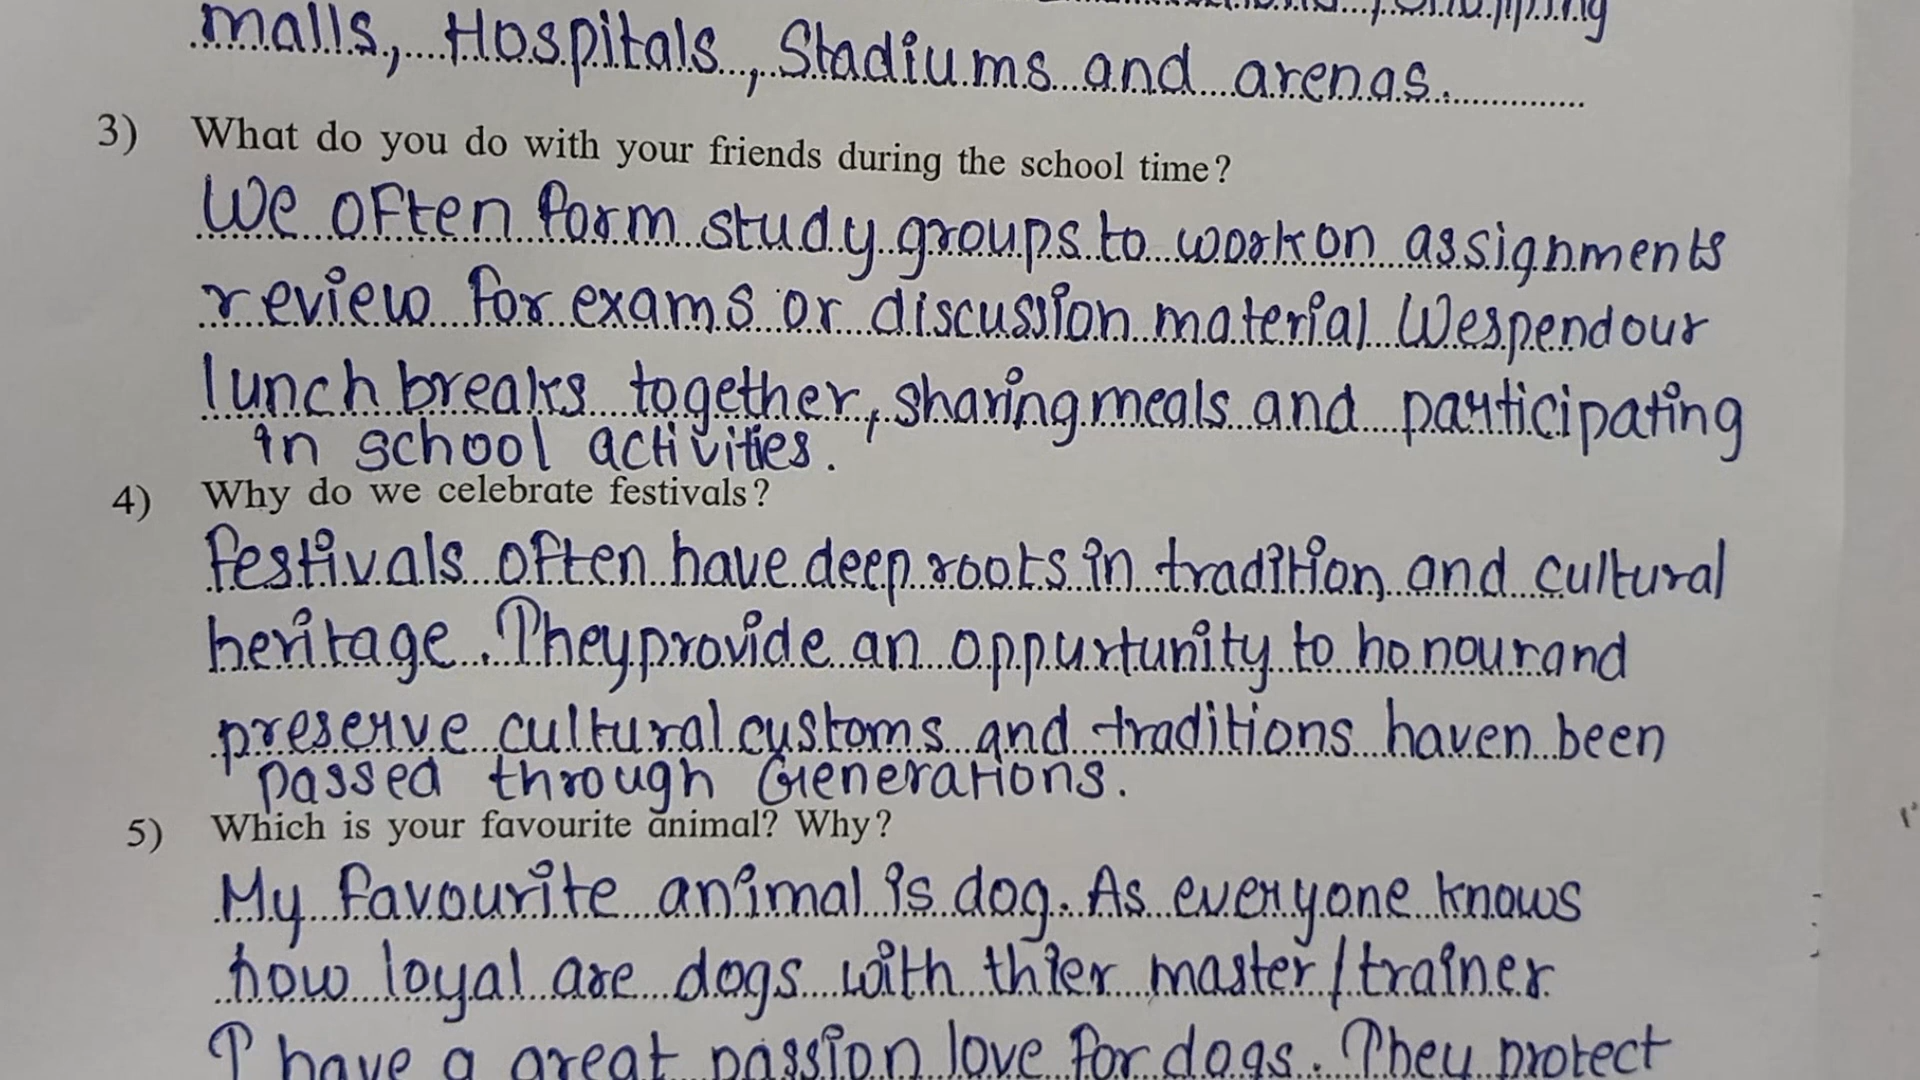 malls, Hospitals, Stadiums and arenas.
3) What do you do with your friends during the school time?
We often form study groups to work on assignments
review for exams or discussion material We spend our
lunch breaks together, sharing meals and participating
in school activities.
4) Why do we celebrate festivals?
festivals often have deep roots in tradition and cultural
heritage. They provide an oppurtunity to honour and
preserve cultural customs and traditions haven been
passed through Generations.
5) Which is your favourite animal? Why?
My favourite animal is dog. As everyone knows
how loyal are dogs with thier master/trainer
I have a great passion love for dogs. They protect